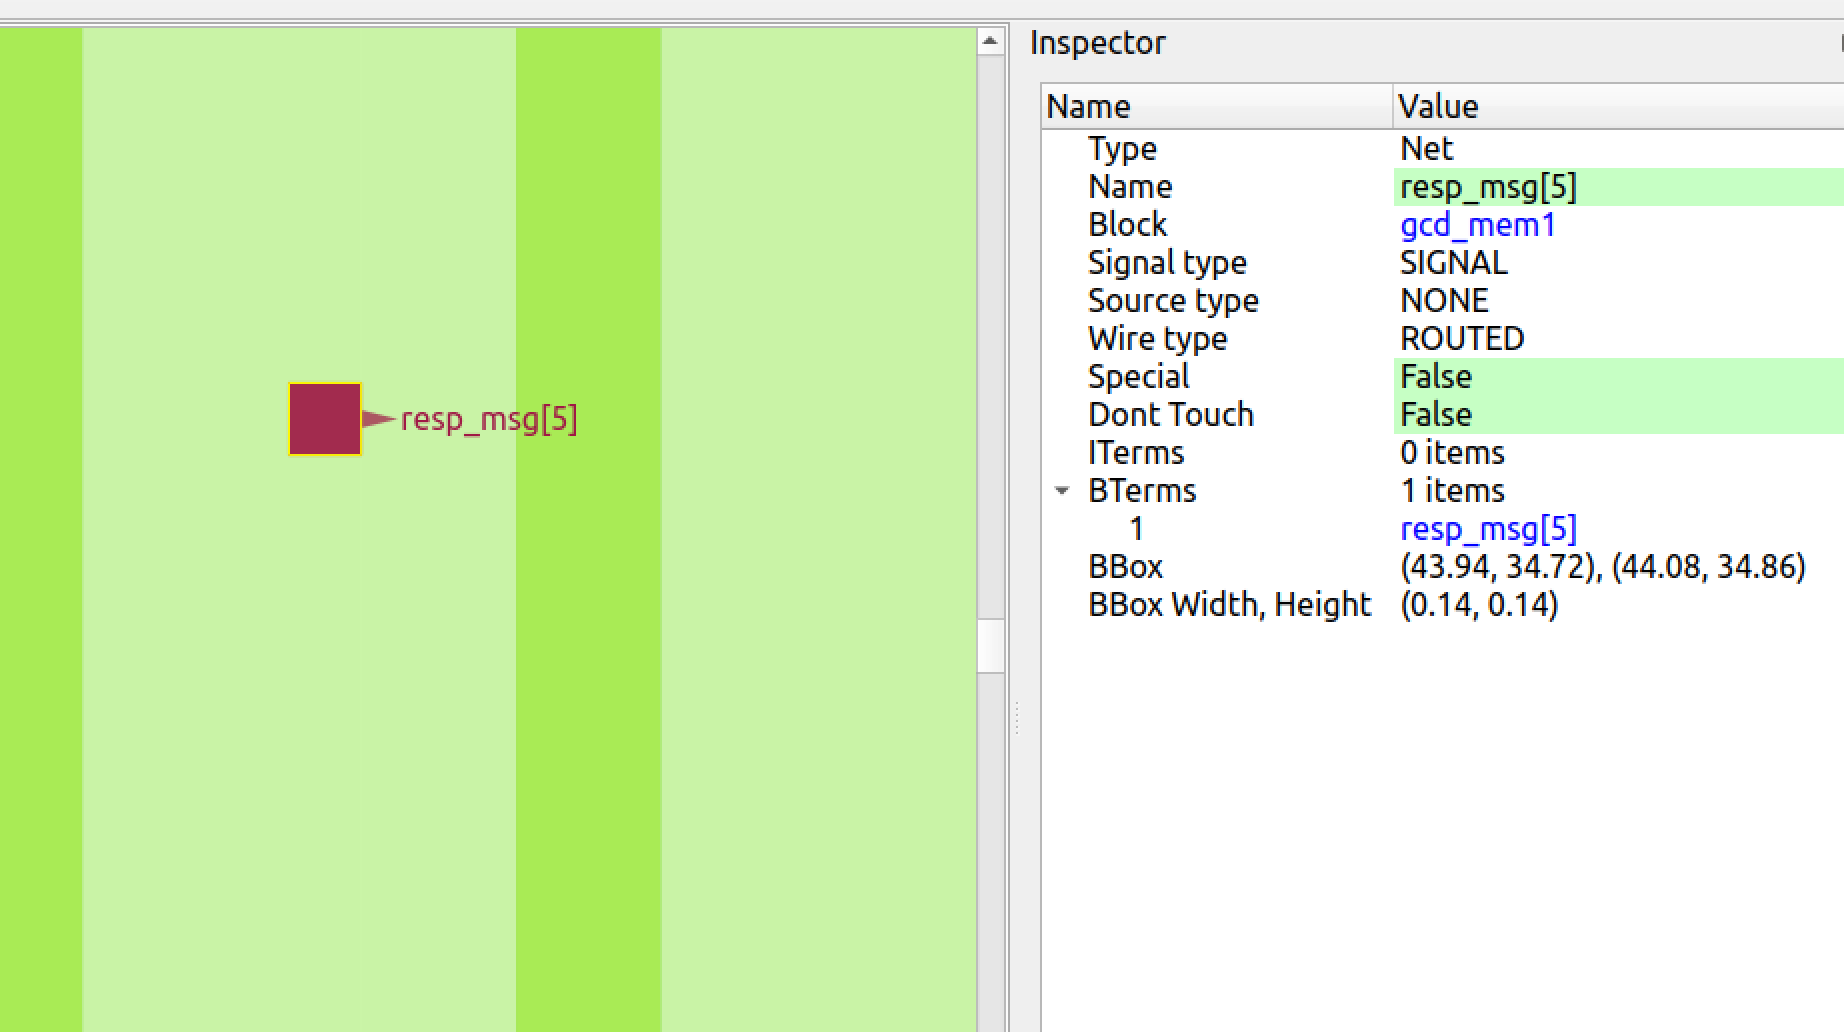 resp_msg[5]
Inspector
Name Value
Type Net
Name resp_msg[5]
Block gcd_mem1
Signal type SIGNAL
Source type NONE
Wire type ROUTED
Special False
Dont Touch False
ITerms 0 items
BTerms 1 items
1 resp_msg[5]
BBox (43.94, 34.72), (44.08, 34.86)
BBox Width, Height (0.14, 0.14)